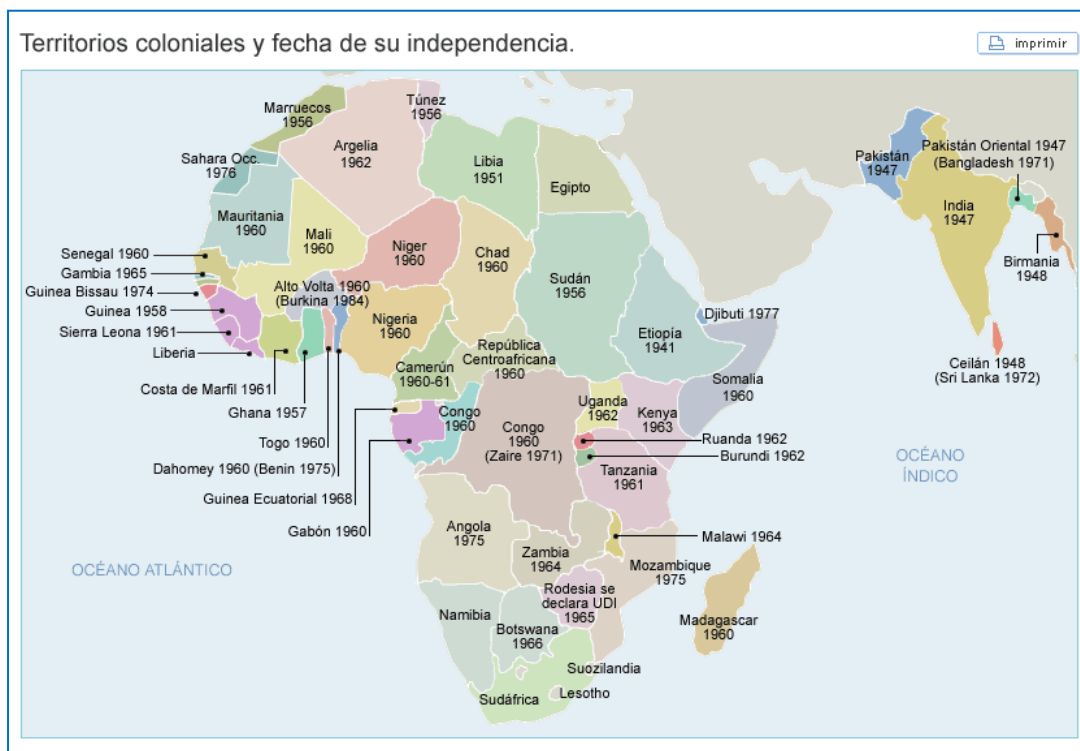 Territorios coloniales y fecha de su independencia.
imprimir
Marruecos
1956
Túnez
1956
Argelia
1962
Libia
1951
Egipto
Sahara Occ.
1976
Mauritania
1960
Mali
1960
Niger
1960
Chad
1960
Sudán
1956
Senegal 1960
Gambia 1965
Guinea Bissau 1974
Guinea 1958
Sierra Leona 1961
Liberia
Costa de Marfil 1961
Ghana 1957
Togo 1960
Dahomey 1960 (Benin 1975)
Guinea Ecuatorial 1968
Gabón 1960
Alto Volta 1960
(Burkina 1984)
Nigeria
1960
Camerún
1960-61
República
Centroafricana
1960
Etiopía
1941
Djibuti 1977
Somalia
1960
Congo
1960
Congo
1960
(Zaire 1971)
Uganda
1962
Kenya
1963
Ruanda 1962
Burundi 1962
Tanzania
1961
Angola
1975
Zambia
1964
Malawi 1964
Mozambique
1975
Rodesia se
declara UDI
1965
Namibia
Botswana
1966
Madagascar
1960
Suozilandia
Lesotho
Sudáfrica
Pakistán
1947
Pakistán Oriental 1947
(Bangladesh 1971)
India
1947
Birmania
1948
Ceilán 1948
(Sri Lanka 1972)
OCÉANO
ÍNDICO
OCÉANO ATLÁNTICO